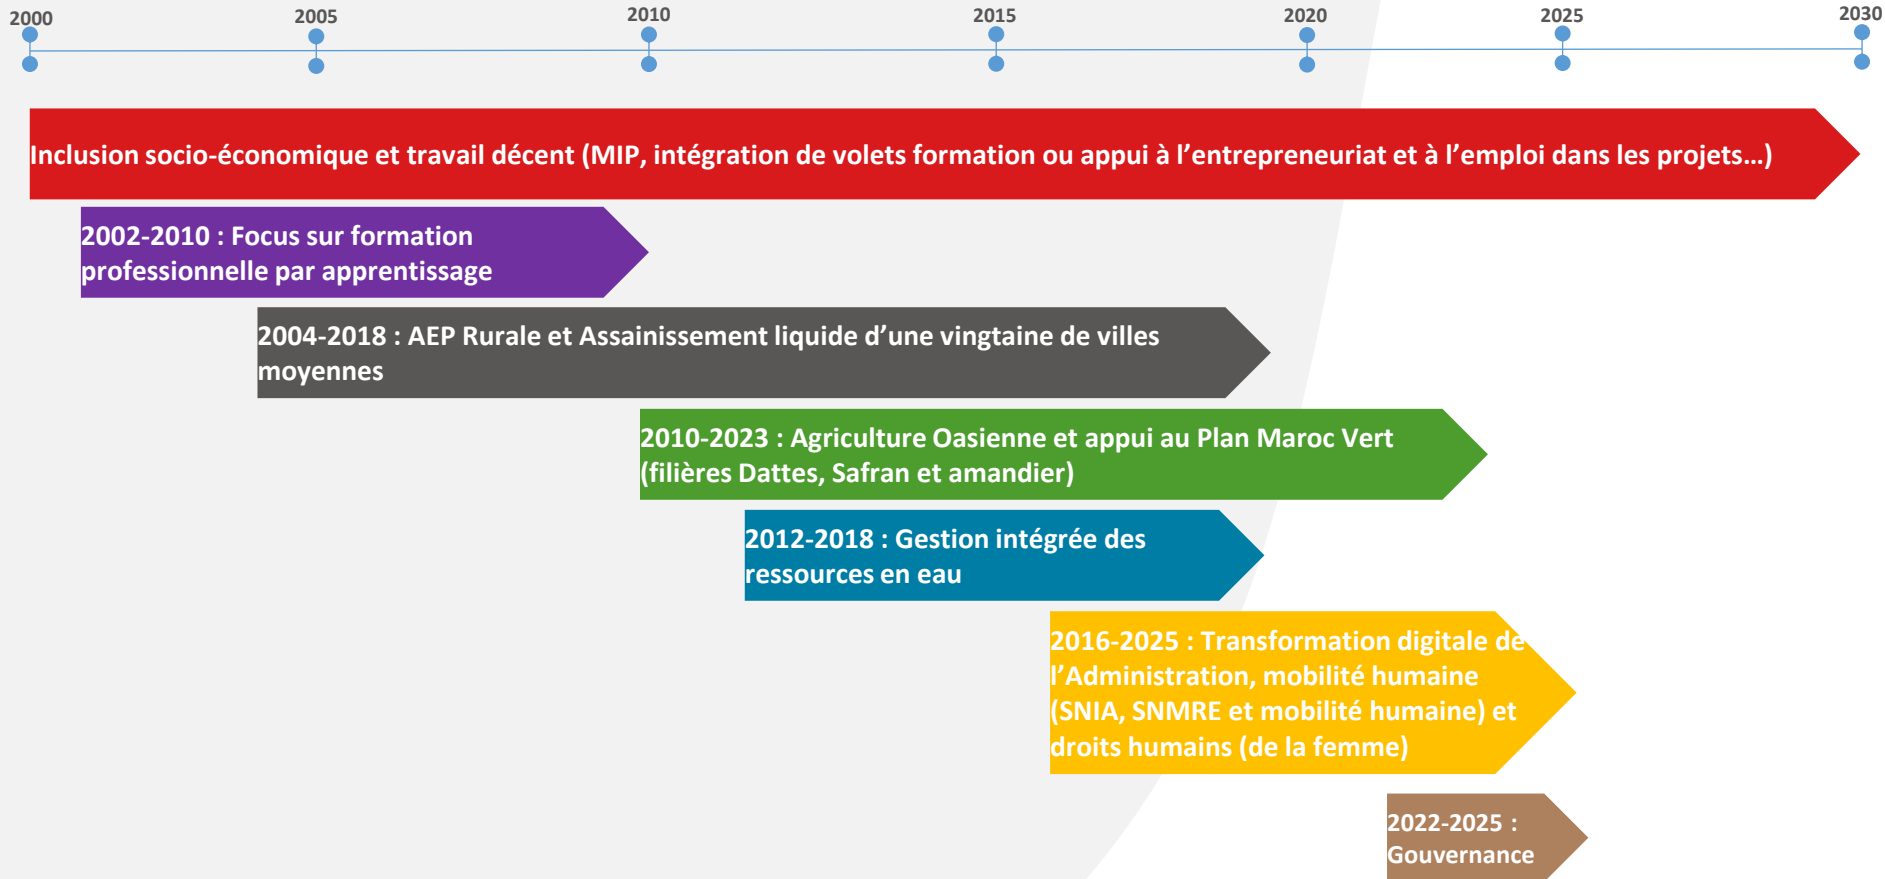 2000 2005 2010 2015 2020 2025 2030
Inclusion socio-économique et travail décent (MIP, intégration de volets formation ou appui à l’entrepreneuriat et à l’emploi dans les projets…)
2002-2010 : Focus sur formation
professionnelle par apprentissage
2004-2018 : AEP Rurale et Assainissement liquide d’une vingtaine de villes
moyennes
2010-2023 : Agriculture Oasienne et appui au Plan Maroc Vert
(filières Dattes, Safran et amandier)
2012-2018 : Gestion intégrée des
ressources en eau
2016-2025 : Transformation digitale de
l’Administration, mobilité humaine
(SNIA, SNMRE et mobilité humaine) et
droits humains (de la femme)
2022-2025 :
Gouvernance